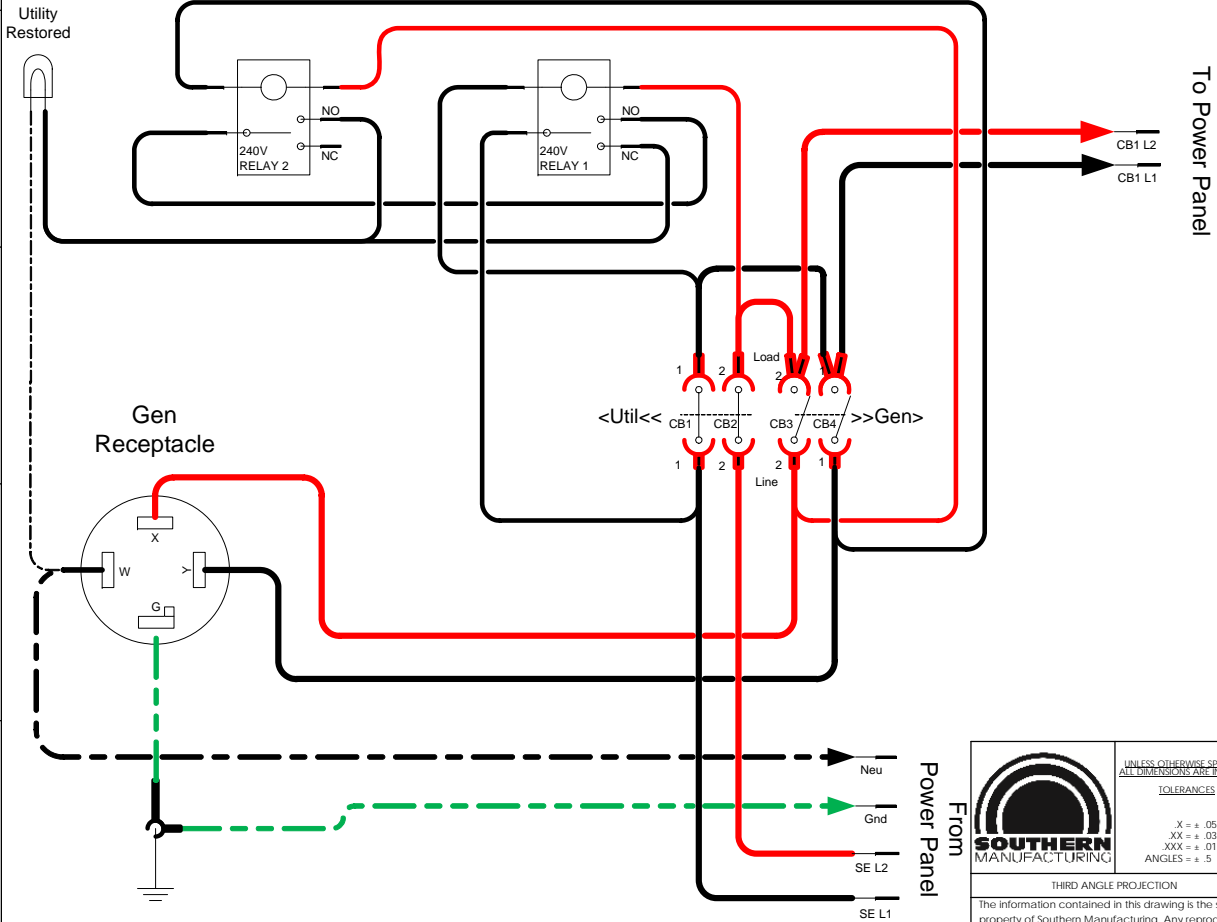 Utility
Restored
NO
NC
240V
RELAY 2
NO
NC
240V
RELAY 1
CB1 L2
CB1 L1
To Power Panel
1
2
Load
2
1
<Util<<
CB1
CB2
CB3
CB4
>>Gen>
1
2
2
1
Line
Gen
Receptacle
X
W
Y
G
Neu
Gnd
SE L2
SE L1
From
Power Panel
SOUTHERN
MANUFACTURING
UNLESS OTHERWISE
ALL DIMENSIONS ARE
TOLERANCES
.X = ± .05
.XX = ± .03
.XXX = ± .01
ANGLES = ± .5
THIRD ANGLE PROJECTION
The information contained in this drawing is the
property of Southern Manufacturing. Any